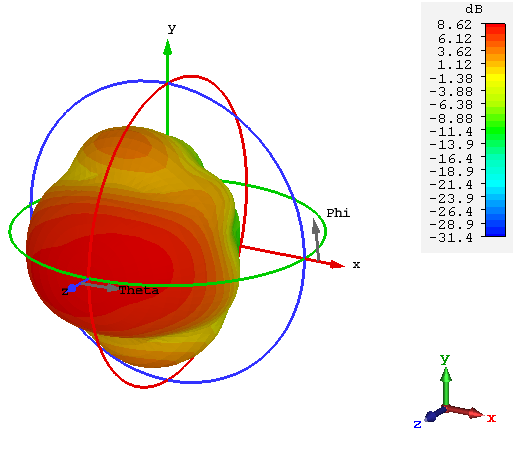 dB
8.62
6.12
3.62
1.12
-1.38
-3.88
-6.38
-8.88
-11.4
-13.9
-16.4
-18.9
-21.4
-23.9
-26.4
-28.9
-31.4
y
Phi
x
z
Theta
y
x
z